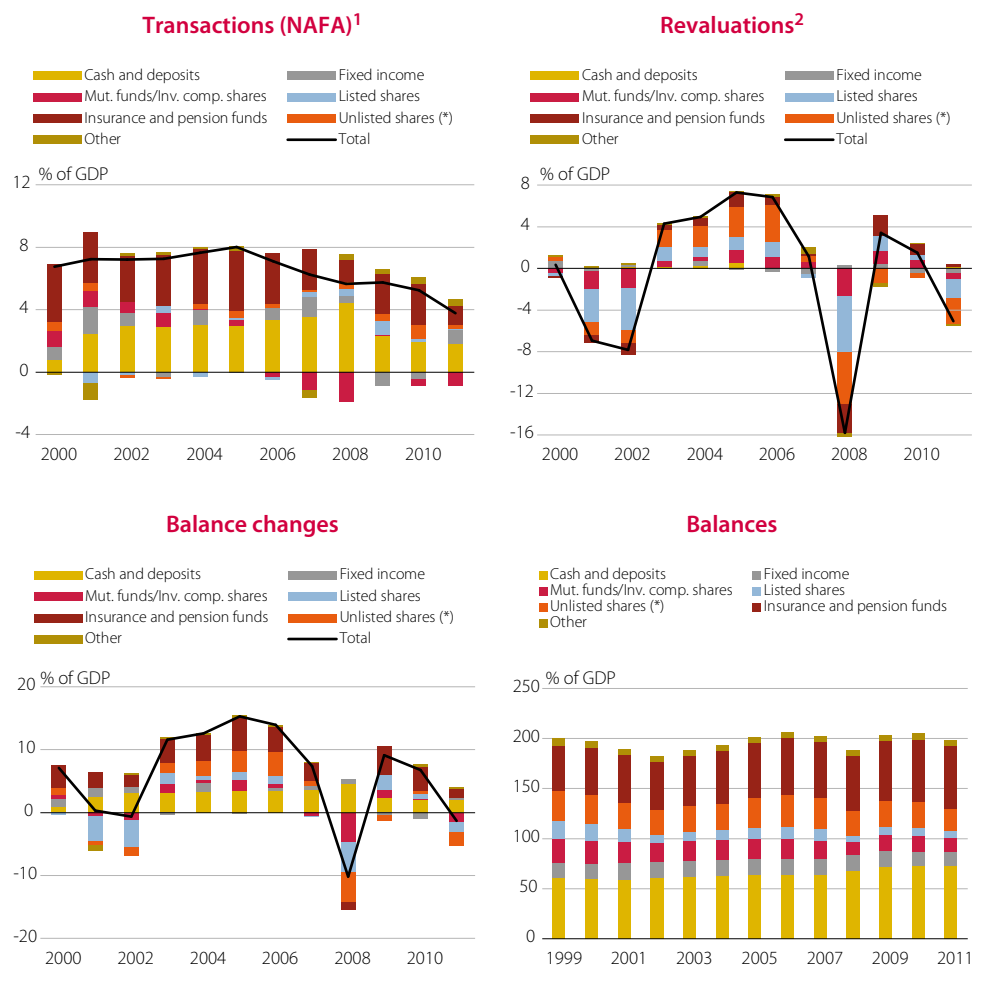 Transactions (NAFA)1
Cash and deposits
Fixed income
Mut. funds/Inv. comp. shares
Listed shares
Insurance and pension funds
Unlisted shares (*)
Other
Total
% of GDP
12
8
4
0
-4
2000 2002 2004 2006 2008 2010
Revaluations2
Cash and deposits
Fixed income
Mut. funds/Inv. comp. shares
Listed shares
Insurance and pension funds
Unlisted shares (*)
Other
Total
% of GDP
8
4
0
-4
-8
-12
-16
2000 2002 2004 2006 2008 2010
Balance changes
Cash and deposits
Fixed income
Mut. funds/Inv. comp. shares
Listed shares
Insurance and pension funds
Unlisted shares (*)
Other
Total
% of GDP
20
10
0
-10
-20
2000 2002 2004 2006 2008 2010
Balances
Cash and deposits
Fixed income
Mut. funds/Inv. comp. shares
Listed shares
Unlisted shares (*)
Insurance and pension funds
Other
% of GDP
250
200
150
100
50
0
1999 2001 2003 2005 2007 2009 2011